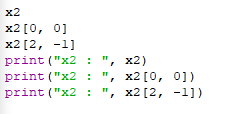 x2
x2[0, 0]
x2[2, -1]
print("x2 : ", x2)
print("x2 : ", x2[0, 0])
print("x2 : ", x2[2, -1])